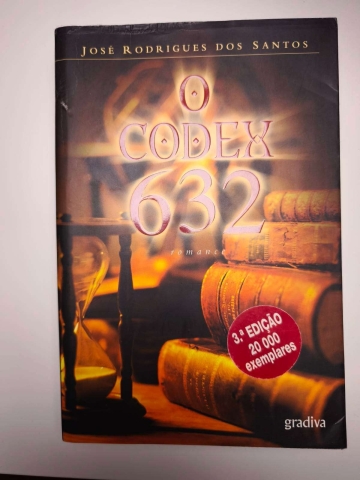 JOSÉ RODRIGUES DOS SANTOS
O
CODEX
632
romance
3.ª EDIÇÃO
20 000
exemplares
gradiva